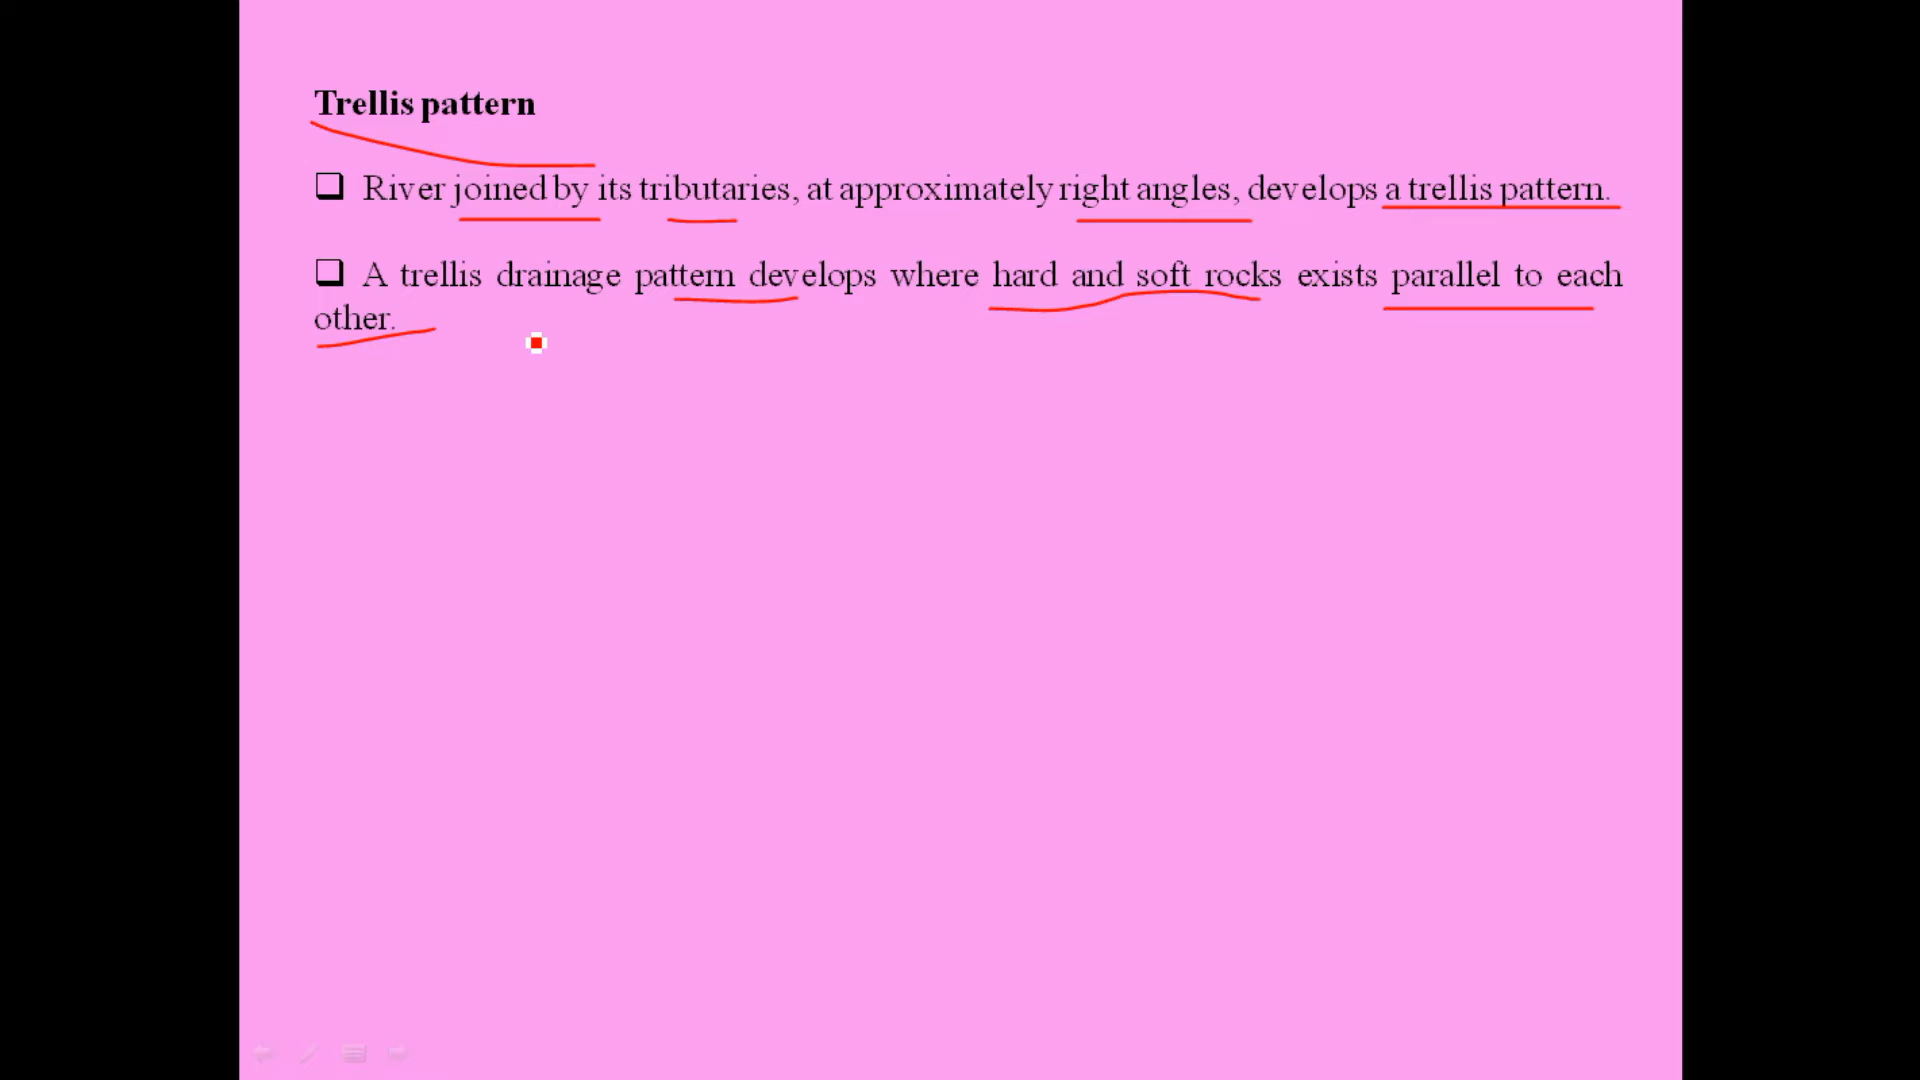 Trellis pattern
River joined by its tributaries, at approximately right angles, develops a trellis pattern.
A trellis drainage pattern develops where hard and soft rocks exists parallel to each
other.